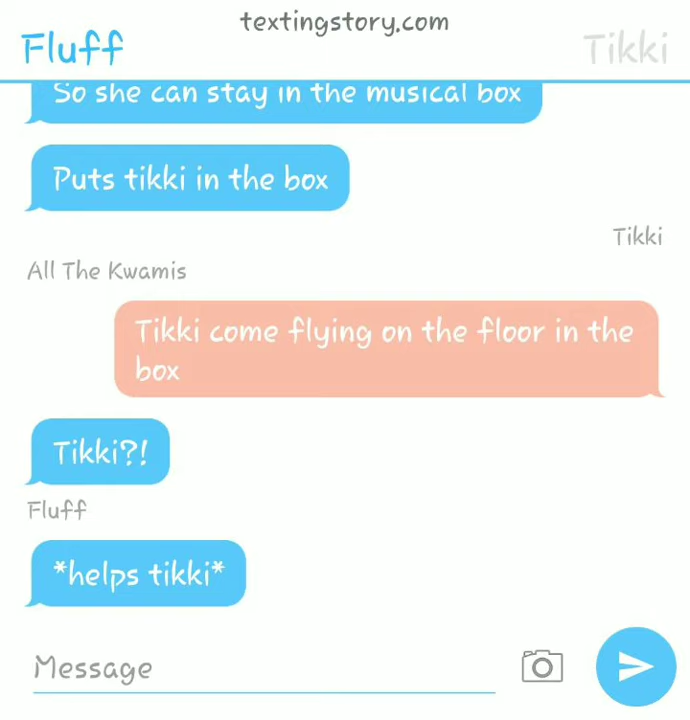 textingstory.com
Fluff
Tikki
So she can stay in the musical box
Puts tikki in the box
Tikki
All The Kwamis
Tikki come flying on the floor in the
box
Tikki?!
Fluff
*helps tikki*
Message